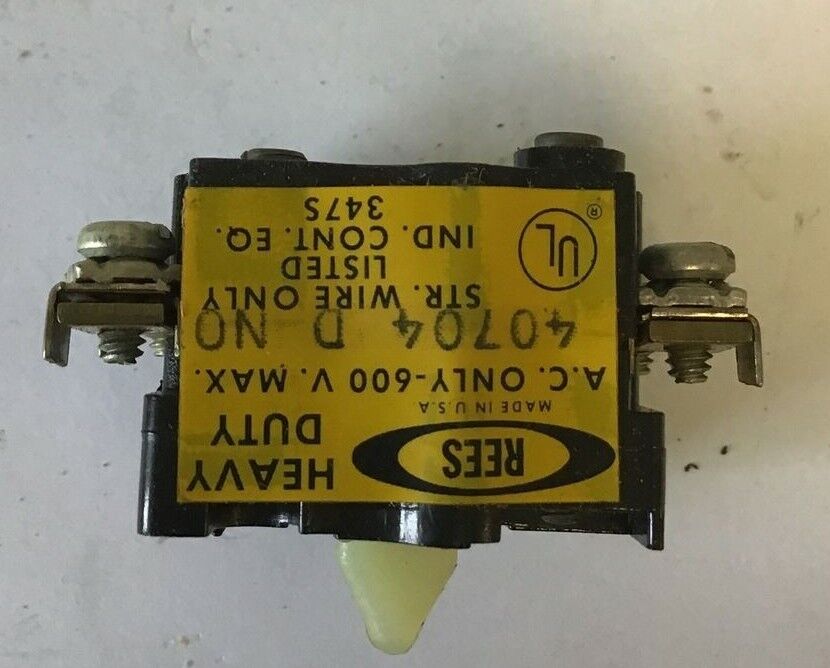 REES
HEAVY
DUTY
MADE IN U.S.A
A.C. ONLY-600 V. MAX.
40704 D NO
STR. WIRE ONLY
UL ®
LISTED
IND. CONT. EQ.
347S